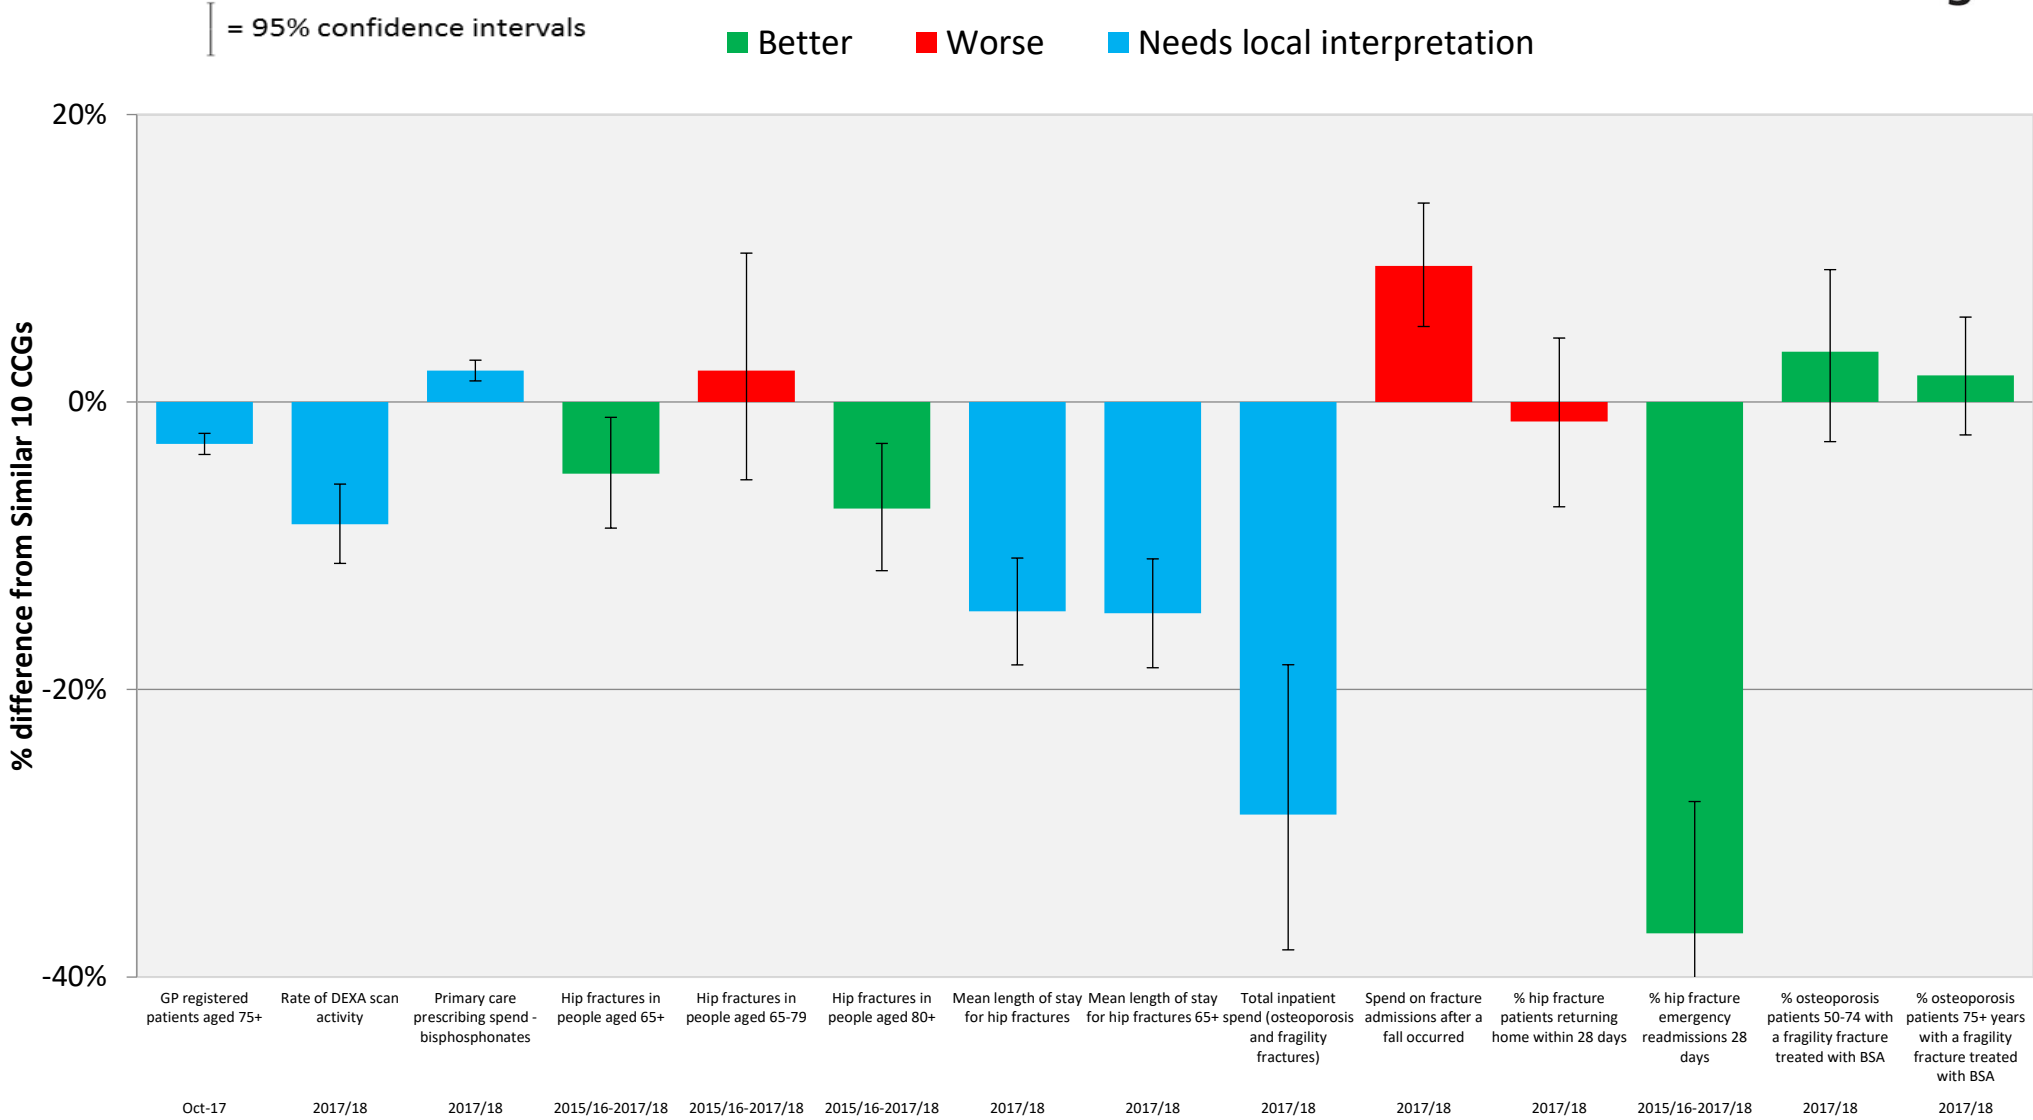 = 95% confidence intervals
Better
Worse
Needs local interpretation
% difference from Similar 10 CCGs
20%
0%
-20%
-40%
GP registered
patients aged 75+
Oct-17
Rate of DEXA scan
activity
2017/18
Primary care
prescribing spend -
bisphosphonates
2017/18
Hip fractures in
people aged 65+
2015/16-2017/18
Hip fractures in
people aged 65-79
2015/16-2017/18
Hip fractures in
people aged 80+
2015/16-2017/18
Mean length of stay
for hip fractures
2017/18
Mean length of stay
for hip fractures 65+
2017/18
Total inpatient
spend (osteoporosis
and fragility
fractures)
2017/18
Spend on fracture
admissions after a
fall occurred
2017/18
% hip fracture
patients returning
home within 28 days
2017/18
% hip fracture
emergency
readmissions 28
days
2015/16-2017/18
% osteoporosis
patients 50-74 with
a fragility fracture
treated with BSA
2017/18
% osteoporosis
patients 75+ years
with a fragility
fracture treated
with BSA
2017/18